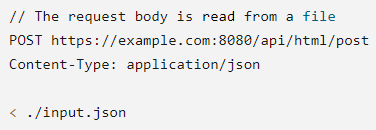 // The request body is read from a file
POST https://example.com:8080/api/html/post
Content-Type: application/json
< ./input.json